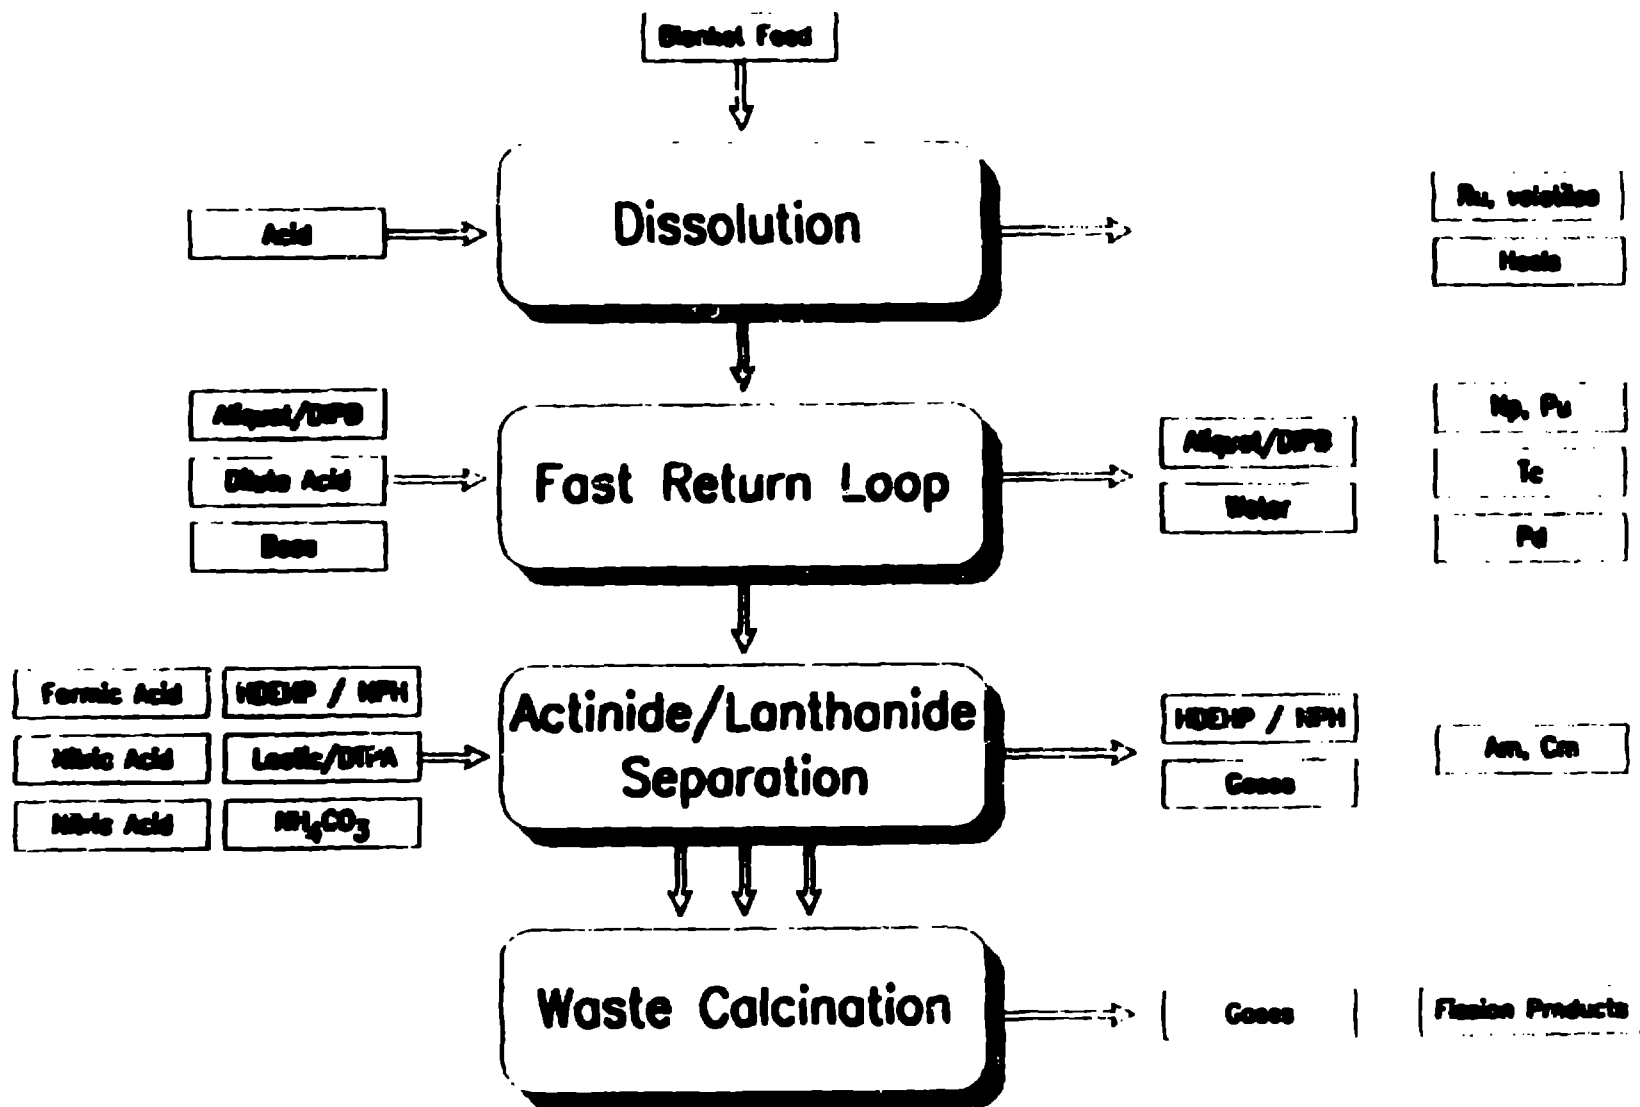 Blanket Feed
Dissolution
Acid
Ru, volatiles
Heels
Fast Return Loop
Aliquat/DIPB
Dilute Acid
Base
Aliquat/DIPB
Water
Np, Pu
Tc
Pd
Actinide/Lanthanide
Separation
Formic Acid
HDEHP / NPH
Nitric Acid
Lactic/DTPA
Nitric Acid
NH4CO3
HDEHP / NPH
Gases
Am, Cm
Waste Calcination
Gases
Fission Products